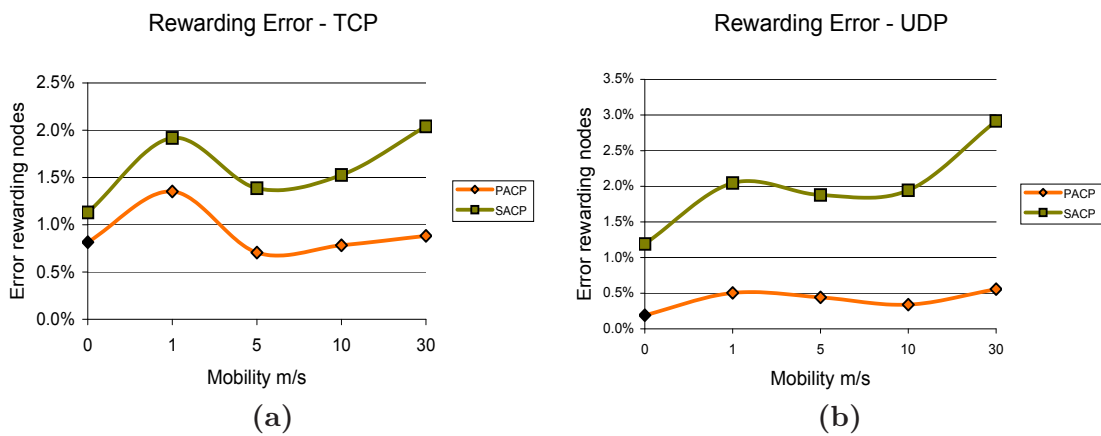 Rewarding Error - TCP
Error rewarding nodes
2.5%
2.0%
1.5%
1.0%
0.5%
0.0%
0 1 5 10 30
Mobility m/s
PACP
SACP
(a)
Rewarding Error - UDP
Error rewarding nodes
3.5%
3.0%
2.5%
2.0%
1.5%
1.0%
0.5%
0.0%
0 1 5 10 30
Mobility m/s
PACP
SACP
(b)